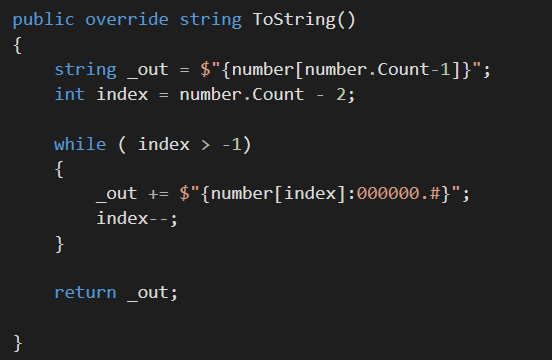 public override string ToString()
{
    string _out = $"{number[number.Count-1]}";
    int index = number.Count - 2;

    while ( index > -1)
    {
        _out += $"{number[index]:000000.#}";
        index--;
    }

    return _out;

}